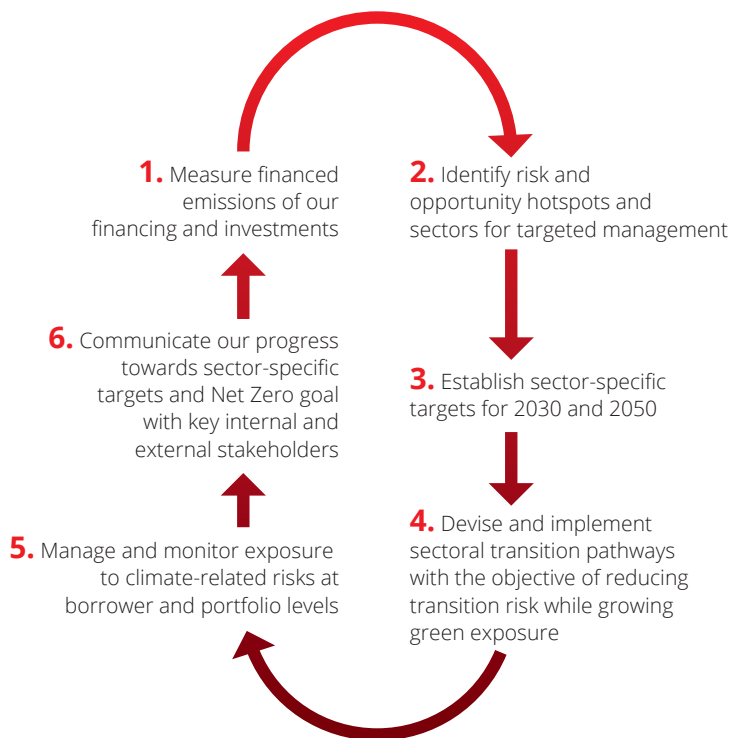 1. Measure financed
emissions of our
financing and investments
2. Identify risk and
opportunity hotspots and
sectors for targeted management
3. Establish sector-specific
targets for 2030 and 2050
4. Devise and implement
sectoral transition pathways
with the objective of reducing
transition risk while growing
green exposure
5. Manage and monitor exposure
to climate-related risks at
borrower and portfolio levels
6. Communicate our progress
towards sector-specific
targets and Net Zero goal
with key internal and
external stakeholders